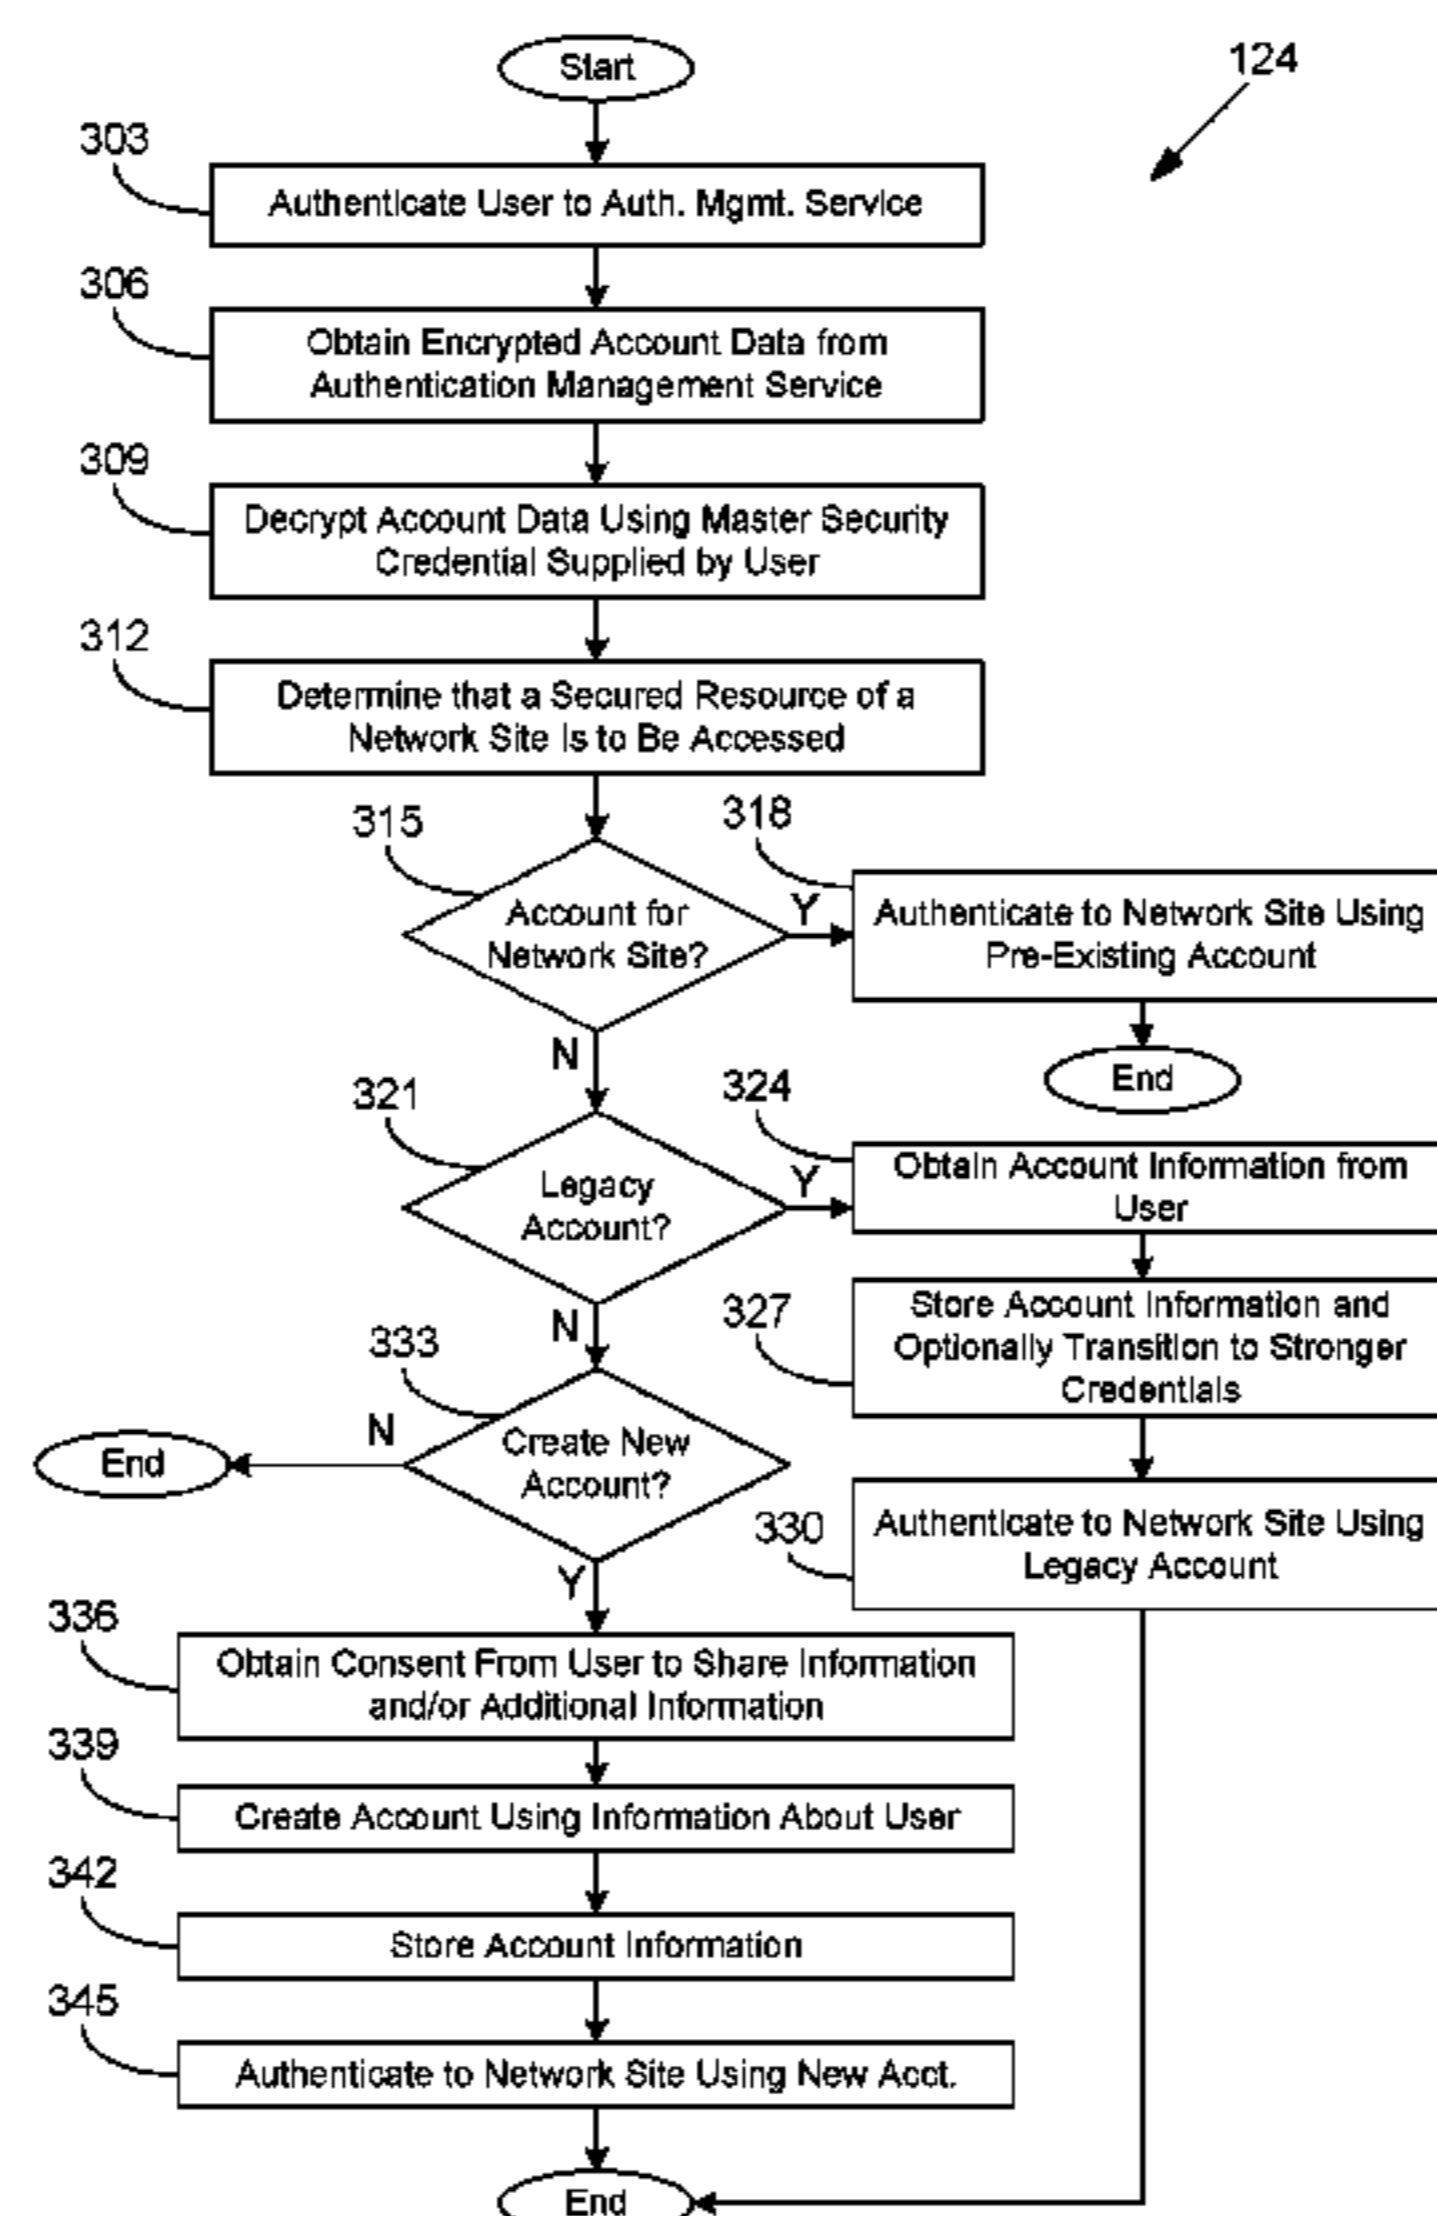 Start
124
303
Authenticate User to Auth. Mgmt. Service
306
Obtain Encrypted Account Data from
Authentication Management Service
309
Decrypt Account Data Using Master Security
Credential Supplied by User
312
Determine that a Secured Resource of a
Network Site Is to Be Accessed
315
Account for
Network Site?
Y
318
Authenticate to Network Site Using
Pre-Existing Account
End
N
321
Legacy
Account?
Y
324
Obtain Account Information from
User
327
Store Account Information and
Optionally Transition to Stronger
Credentials
330
Authenticate to Network Site Using
Legacy Account
N
333
Create New
Account?
N
End
Y
336
Obtain Consent From User to Share Information
and/or Additional Information
339
Create Account Using Information About User
342
Store Account Information
345
Authenticate to Network Site Using New Acct.
End